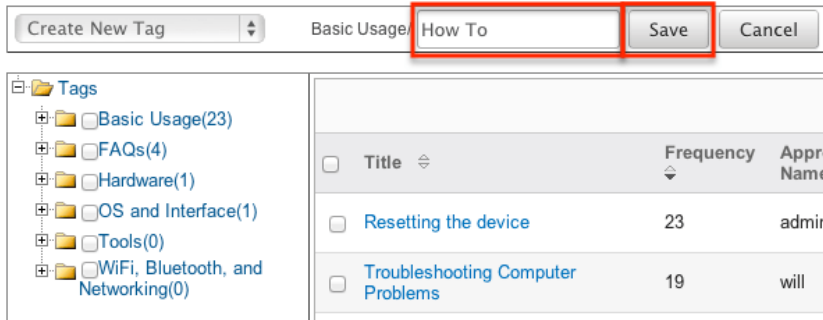 Create New Tag Basic Usage/ How To Save Cancel
Tags
Basic Usage(23)
FAQs(4)
Hardware(1)
OS and Interface(1)
Tools(0)
WiFi, Bluetooth, and
Networking(0)
Title Frequency Appr
Name
Resetting the device 23 admin
Troubleshooting Computer
Problems 19 will